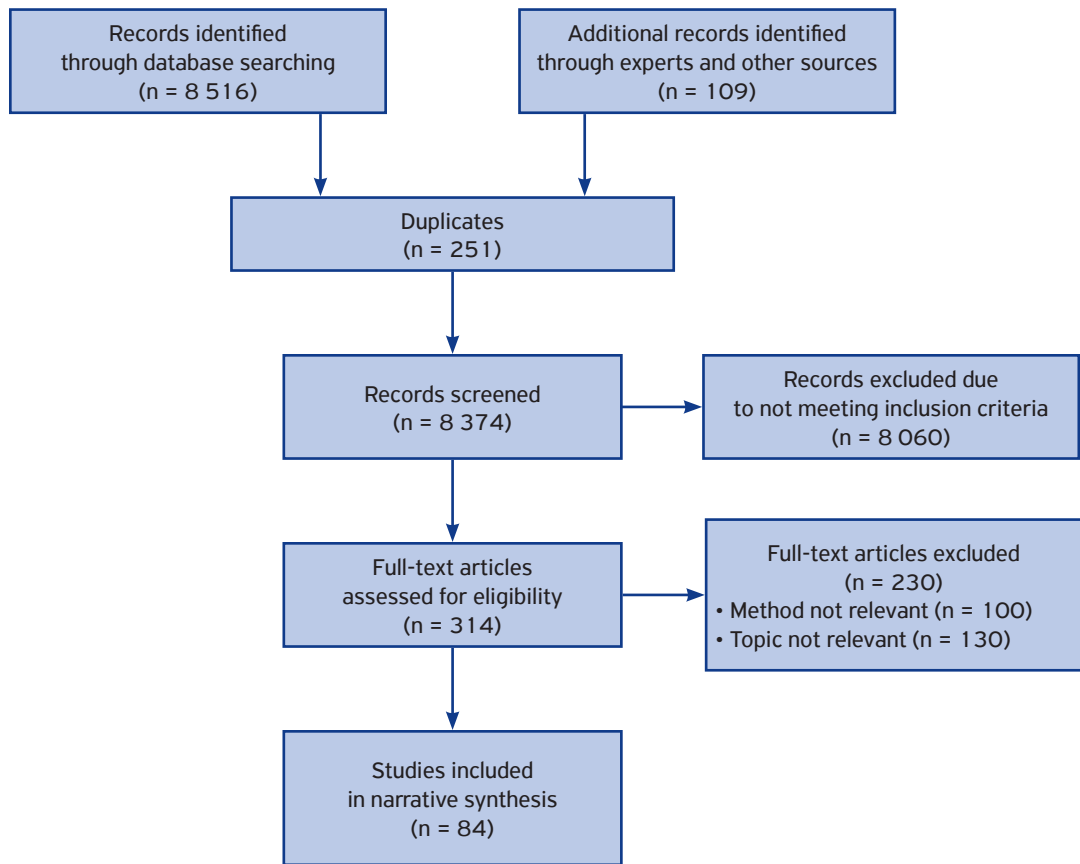 Records identified
through database searching
(n = 8 516)
Additional records identified
through experts and other sources
(n = 109)
Duplicates
(n = 251)
Records screened
(n = 8 374)
Records excluded due
to not meeting inclusion criteria
(n = 8 060)
Full-text articles
assessed for eligibility
(n = 314)
Full-text articles excluded
(n = 230)
• Method not relevant (n = 100)
• Topic not relevant (n = 130)
Studies included
in narrative synthesis
(n = 84)